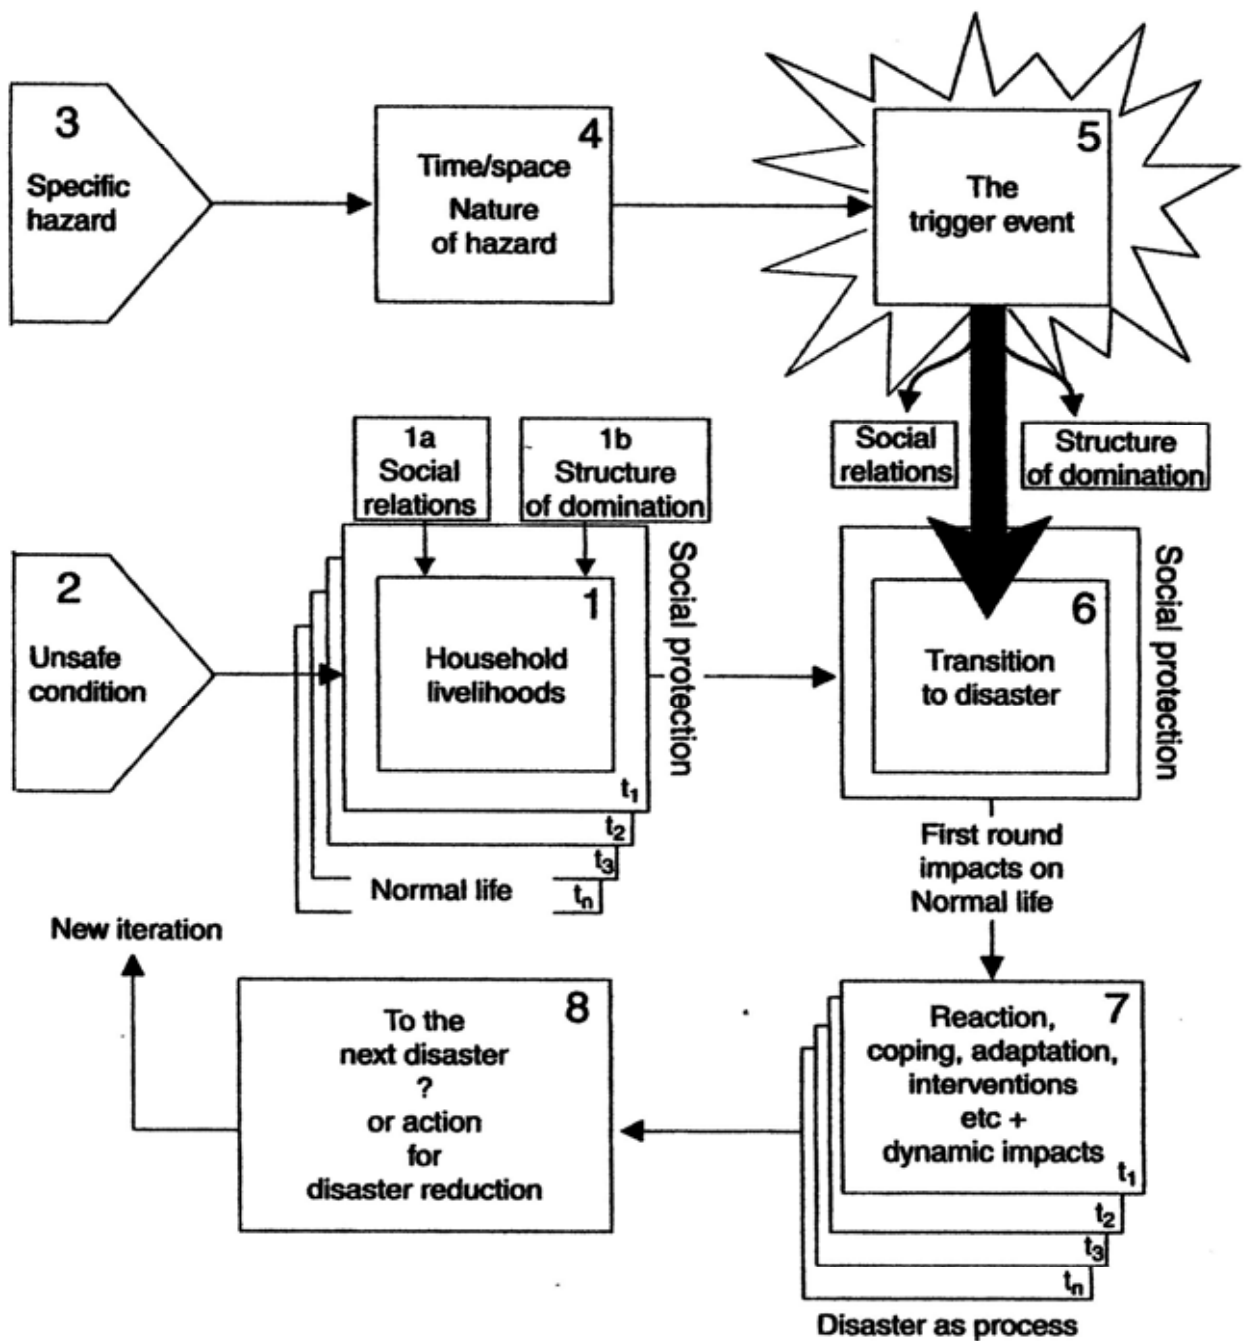 3
Specific
hazard
4
Time/space
Nature
of hazard
5
The
trigger event
1a
Social
relations
1b
Structure
of domination
Social
relations
Structure
of domination
2
Unsafe
condition
1
Household
livelihoods
Social protection
t1
t2
t3
tn
Normal life
6
Transition
to disaster
Social protection
First round
impacts on
Normal life
New iteration
8
To the
next disaster
?
or action
for
disaster reduction
7
Reaction,
coping, adaptation,
interventions
etc +
dynamic impacts
t1
t2
t3
tn
Disaster as process